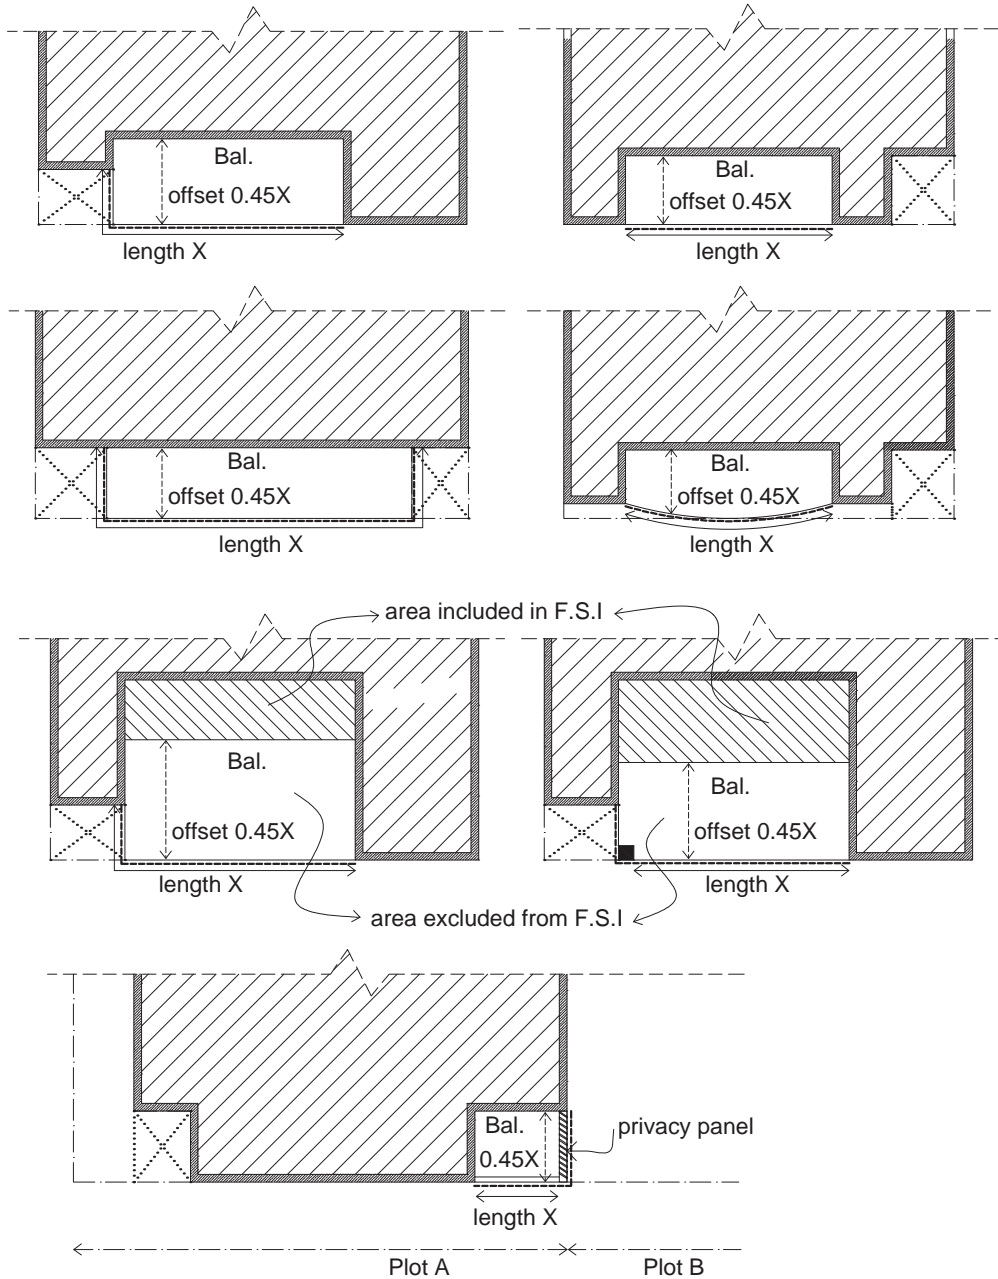 Bal.
offset 0.45X
length X
Bal.
offset 0.45X
length X
Bal.
offset 0.45X
length X
Bal.
offset 0.45X
length X
area included in F.S.I
Bal.
offset 0.45X
length X
Bal.
offset 0.45X
length X
area excluded from F.S.I
Bal.
0.45X
privacy panel
length X
Plot A
Plot B